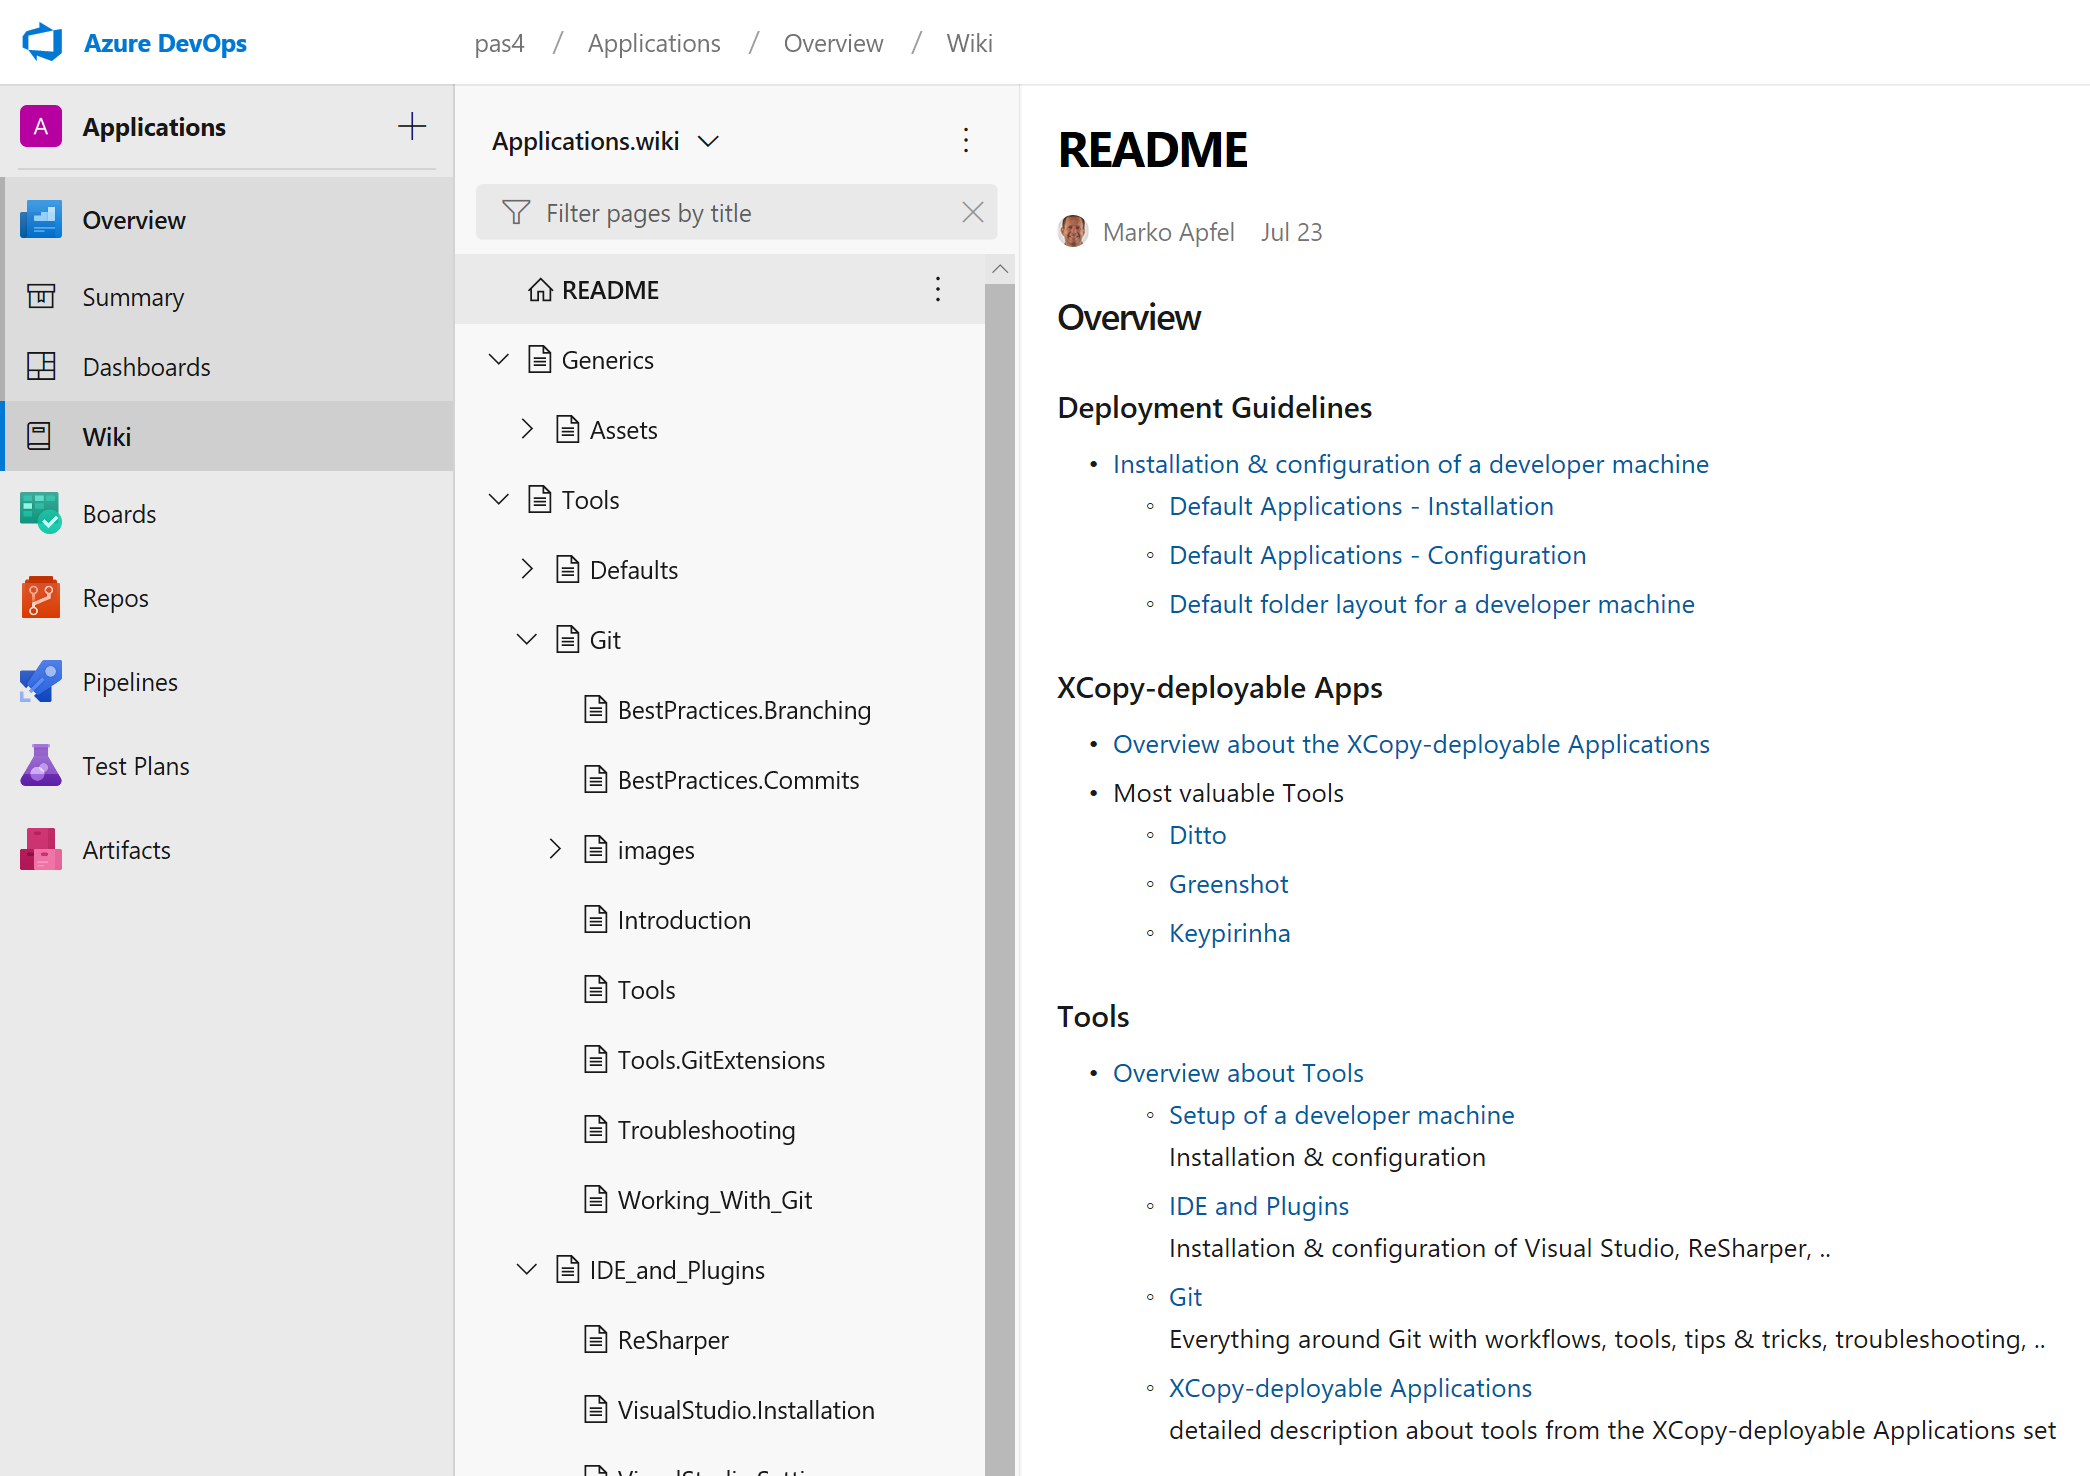 Azure DevOps
pas4 / Applications / Overview / Wiki
A Applications
Overview
Summary
Dashboards
Wiki
Boards
Repos
Pipelines
Test Plans
Artifacts
Applications.wiki
Filter pages by title
README
Generics
Assets
Tools
Defaults
Git
BestPractices.Branching
BestPractices.Commits
images
Introduction
Tools
Tools.GitExtensions
Troubleshooting
Working_With_Git
IDE_and_Plugins
ReSharper
VisualStudio.Installation
README
Marko Apfel Jul 23
Overview
Deployment Guidelines
• Installation & configuration of a developer machine
◦ Default Applications - Installation
◦ Default Applications - Configuration
◦ Default folder layout for a developer machine
XCopy-deployable Apps
• Overview about the XCopy-deployable Applications
• Most valuable Tools
◦ Ditto
◦ Greenshot
◦ Keypirinha
Tools
• Overview about Tools
◦ Setup of a developer machine
Installation & configuration
◦ IDE and Plugins
Installation & configuration of Visual Studio, ReSharper, ..
◦ Git
Everything around Git with workflows, tools, tips & tricks, troubleshooting, ..
◦ XCopy-deployable Applications
detailed description about tools from the XCopy-deployable Applications set